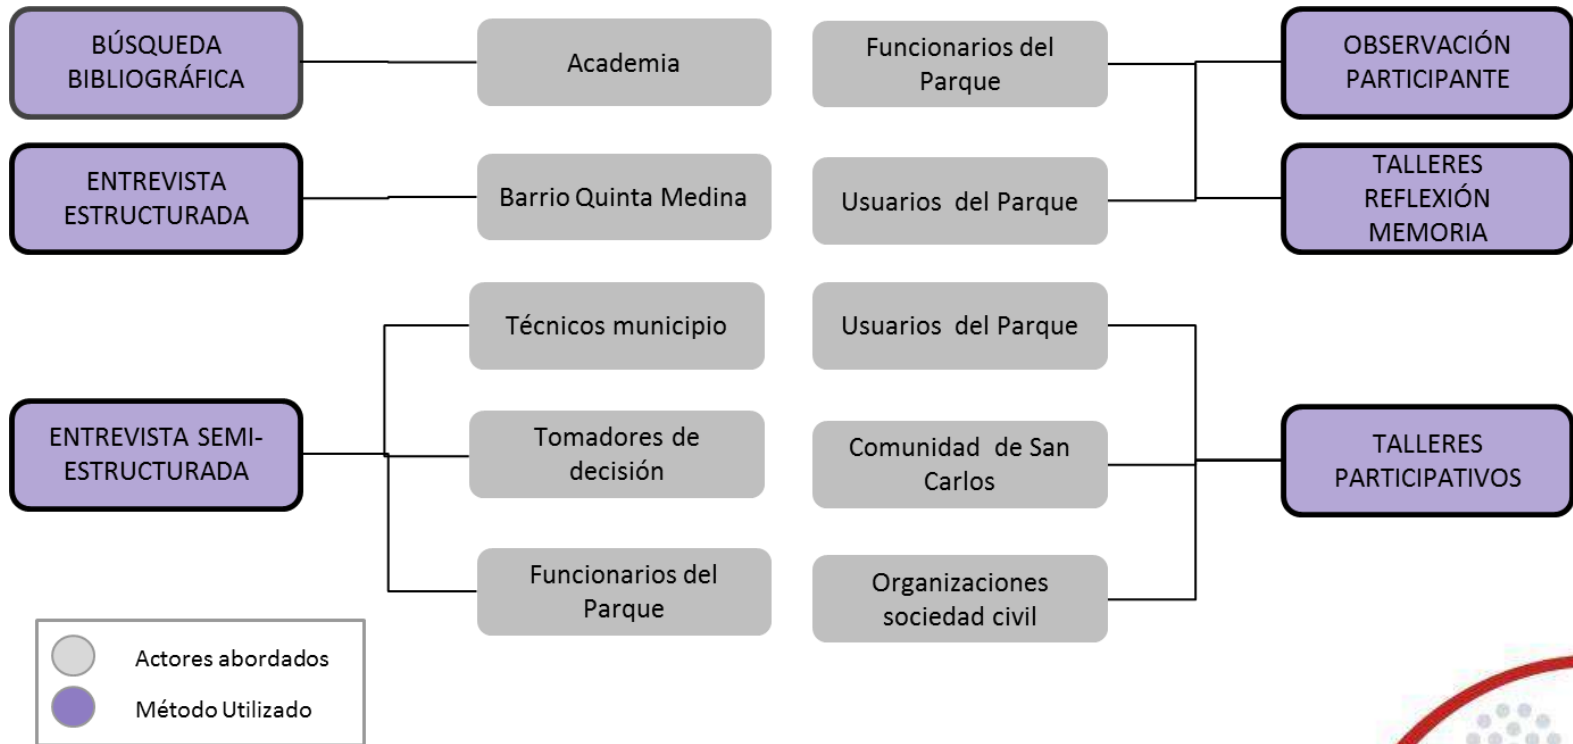 BÚSQUEDA
BIBLIOGRÁFICA
Academia
Funcionarios del
Parque
OBSERVACIÓN
PARTICIPANTE
ENTREVISTA
ESTRUCTURADA
Barrio Quinta Medina
Usuarios del Parque
TALLERES
REFLEXIÓN
MEMORIA
Técnicos municipio
Usuarios del Parque
ENTREVISTA SEMI-
ESTRUCTURADA
Tomadores de
decisión
Comunidad de San
Carlos
TALLERES
PARTICIPATIVOS
Funcionarios del
Parque
Organizaciones
sociedad civil
Actores abordados
Método Utilizado